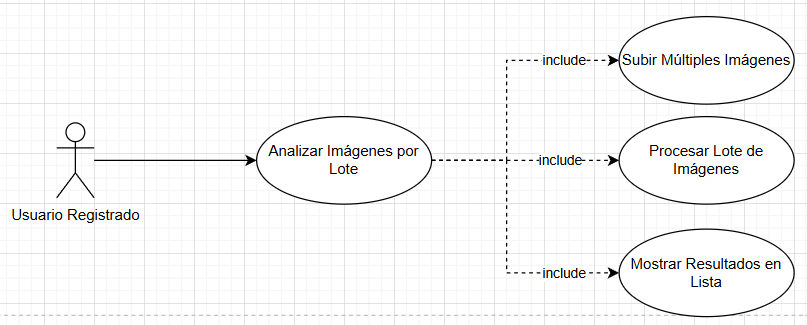 Usuario Registrado
Analizar Imágenes por
Lote
include
Subir Múltiples Imágenes
include
Procesar Lote de
Imágenes
include
Mostrar Resultados en
Lista